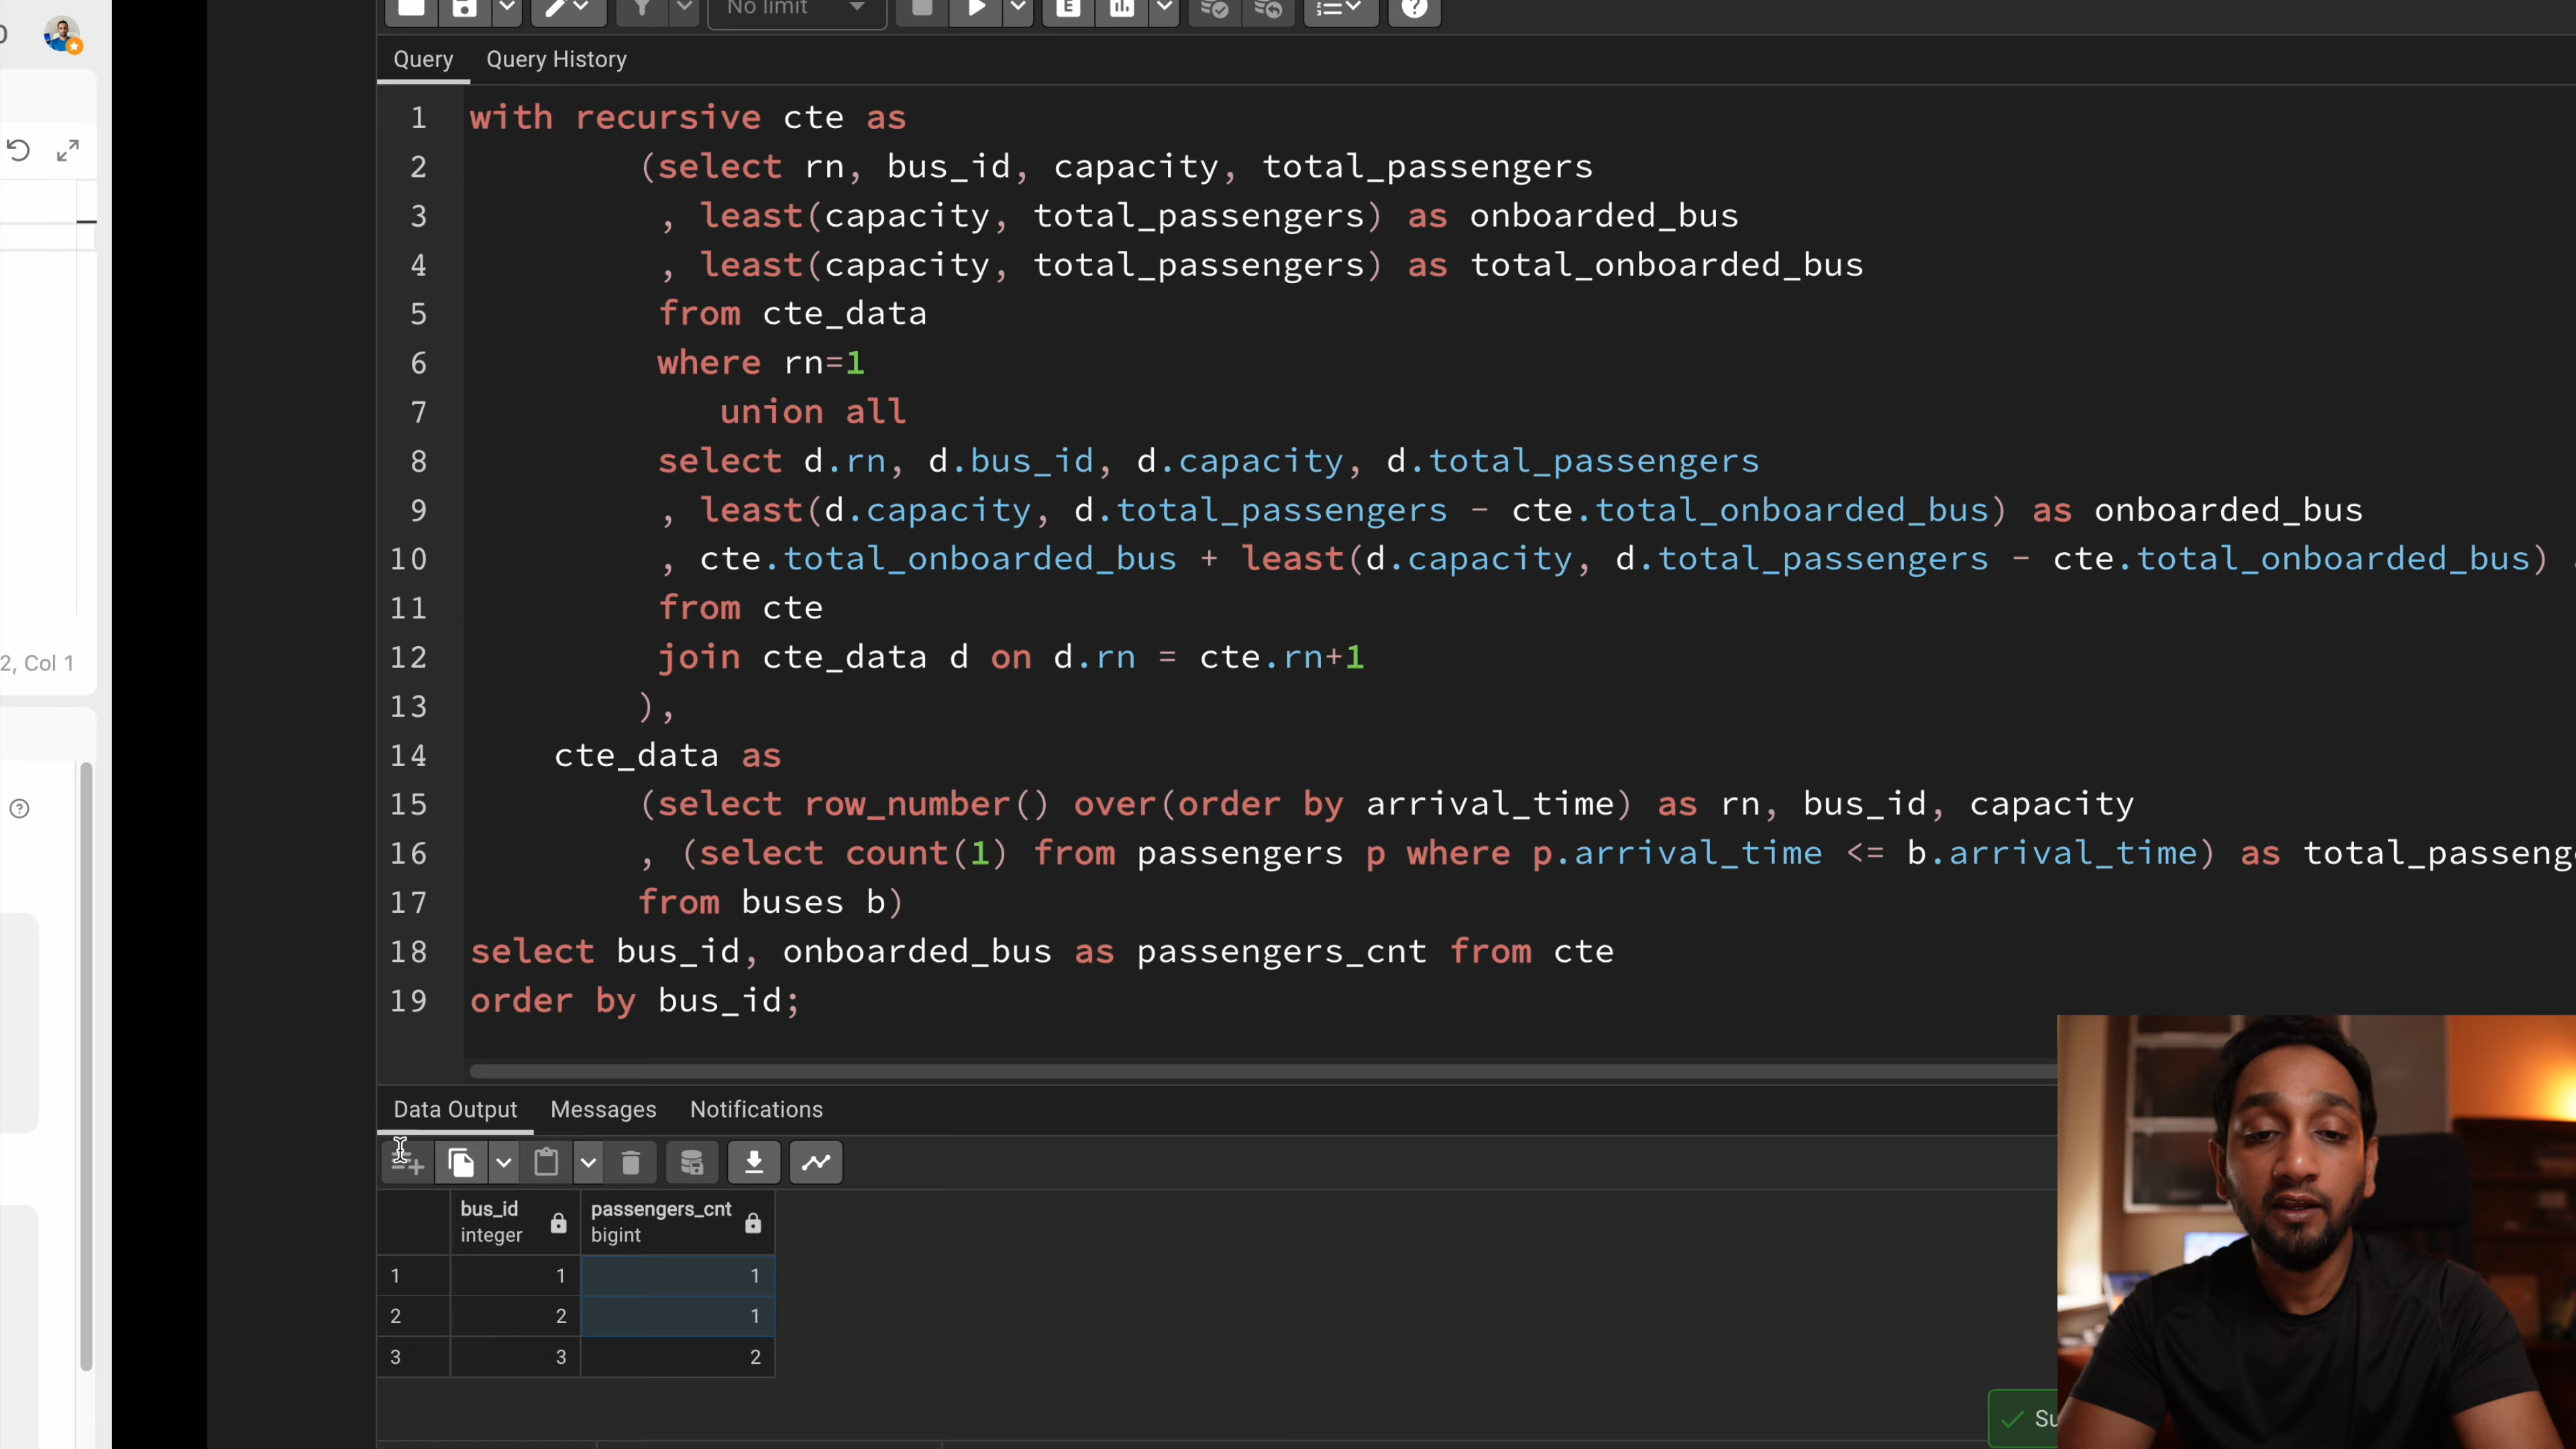 No limit
Query Query History
1 with recursive cte as
2 (select rn, bus_id, capacity, total_passengers
3 , least(capacity, total_passengers) as onboarded_bus
4 , least(capacity, total_passengers) as total_onboarded_bus
5 from cte_data
6 where rn=1
7 union all
8 select d.rn, d.bus_id, d.capacity, d.total_passengers
9 , least(d.capacity, d.total_passengers - cte.total_onboarded_bus) as onboarded_bus
10 , cte.total_onboarded_bus + least(d.capacity, d.total_passengers - cte.total_onboarded_bus)
11 from cte
12 join cte_data d on d.rn = cte.rn+1
13 ),
14 cte_data as
15 (select row_number() over(order by arrival_time) as rn, bus_id, capacity
16 , (select count(1) from passengers p where p.arrival_time <= b.arrival_time) as total_passeng
17 from buses b)
18 select bus_id, onboarded_bus as passengers_cnt from cte
19 order by bus_id;
2, Col 1
Data Output Messages Notifications
bus_id passengers_cnt
integer bigint
1 1 1
2 2 1
3 3 2
Su